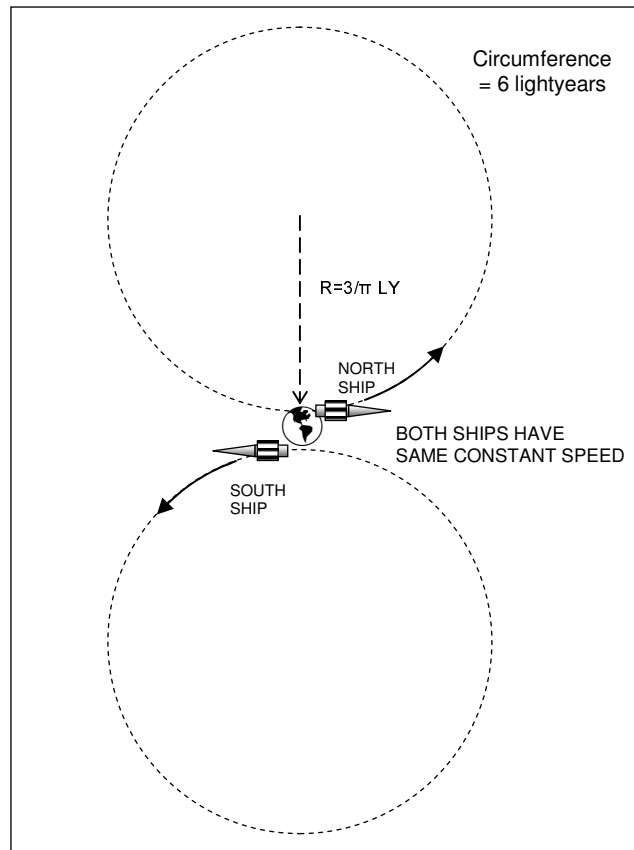 Circumference
= 6 lightyears
R=3/π LY
NORTH
SHIP
BOTH SHIPS HAVE
SAME CONSTANT SPEED
SOUTH
SHIP